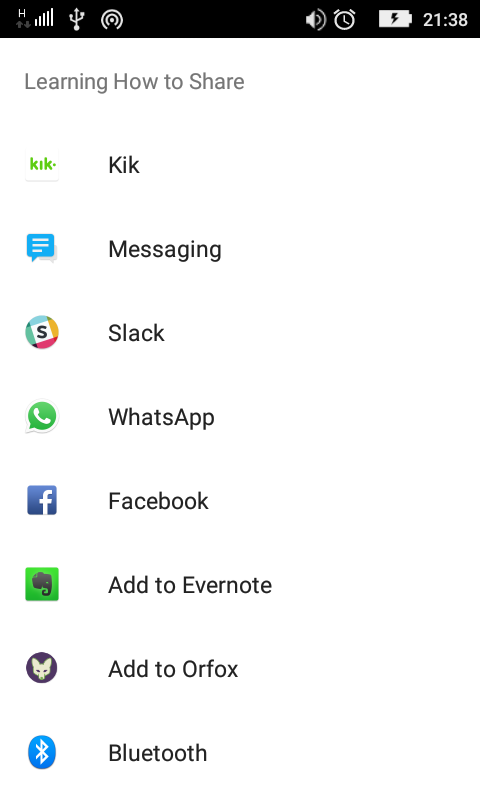 H
21:38
Learning How to Share
kik·
Kik
Messaging
S
Slack
WhatsApp
f
Facebook
Add to Evernote
Add to Orfox
Bluetooth